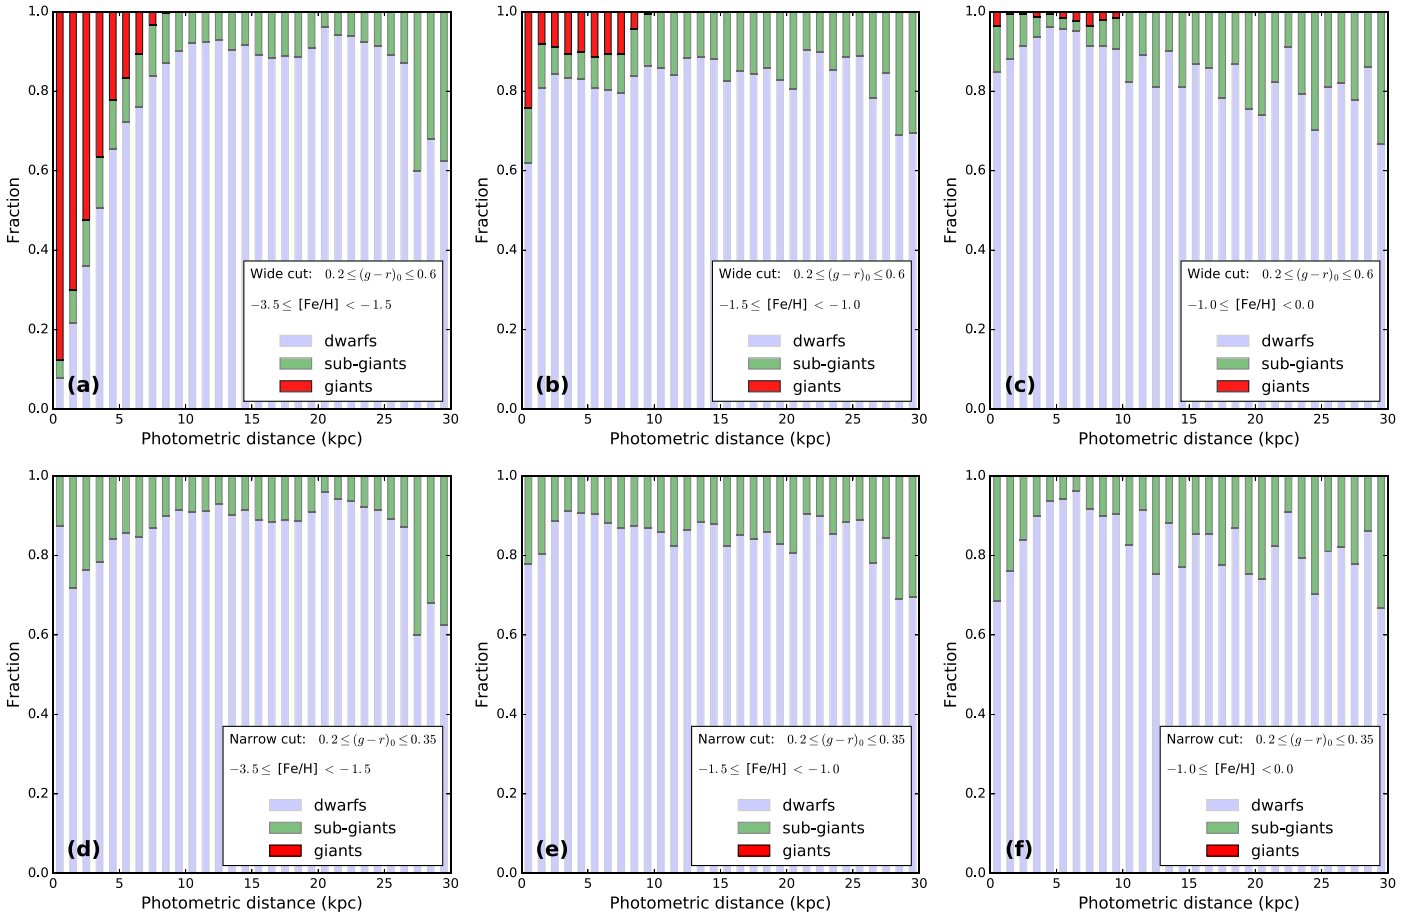 1.0
0.8
0.6
0.4
0.2
0.0
Fraction
Wide cut: 0.2 ≤ (g − r)₀ ≤ 0.6
−3.5 ≤ [Fe/H] < −1.5
dwarfs
sub-giants
giants
(a)
0 5 10 15 20 25 30
Photometric distance (kpc)
1.0
0.8
0.6
0.4
0.2
0.0
Fraction
Wide cut: 0.2 ≤ (g − r)₀ ≤ 0.6
−1.5 ≤ [Fe/H] < −1.0
dwarfs
sub-giants
giants
(b)
0 5 10 15 20 25 30
Photometric distance (kpc)
1.0
0.8
0.6
0.4
0.2
0.0
Fraction
Wide cut: 0.2 ≤ (g − r)₀ ≤ 0.6
−1.0 ≤ [Fe/H] < 0.0
dwarfs
sub-giants
giants
(c)
0 5 10 15 20 25 30
Photometric distance (kpc)
1.0
0.8
0.6
0.4
0.2
0.0
Fraction
Narrow cut: 0.2 ≤ (g − r)₀ ≤ 0.35
−3.5 ≤ [Fe/H] < −1.5
dwarfs
sub-giants
giants
(d)
0 5 10 15 20 25 30
Photometric distance (kpc)
1.0
0.8
0.6
0.4
0.2
0.0
Fraction
Narrow cut: 0.2 ≤ (g − r)₀ ≤ 0.35
−1.5 ≤ [Fe/H] < −1.0
dwarfs
sub-giants
giants
(e)
0 5 10 15 20 25 30
Photometric distance (kpc)
1.0
0.8
0.6
0.4
0.2
0.0
Fraction
Narrow cut: 0.2 ≤ (g − r)₀ ≤ 0.35
−1.0 ≤ [Fe/H] < 0.0
dwarfs
sub-giants
giants
(f)
0 5 10 15 20 25 30
Photometric distance (kpc)